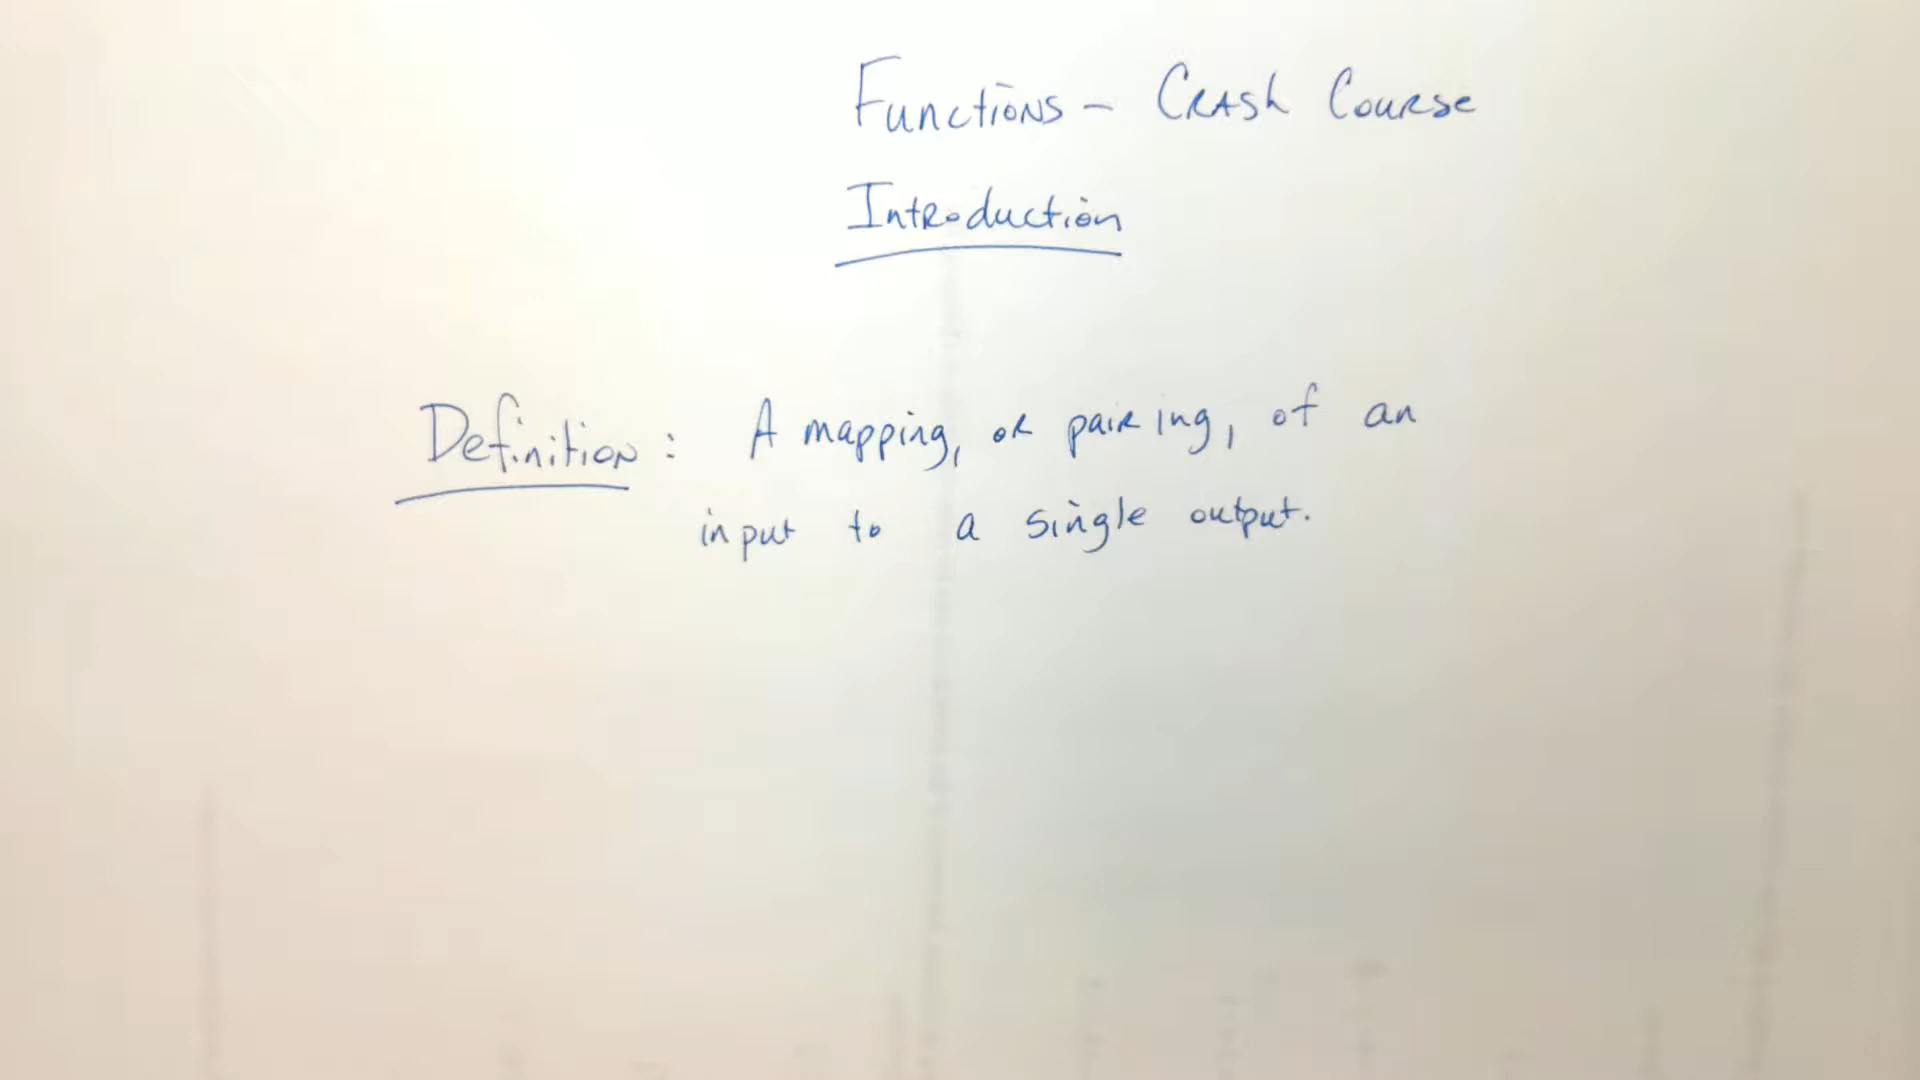 Functions - Crash Course
Introduction
Definition: A mapping, or pairing, of an
input to a single output.